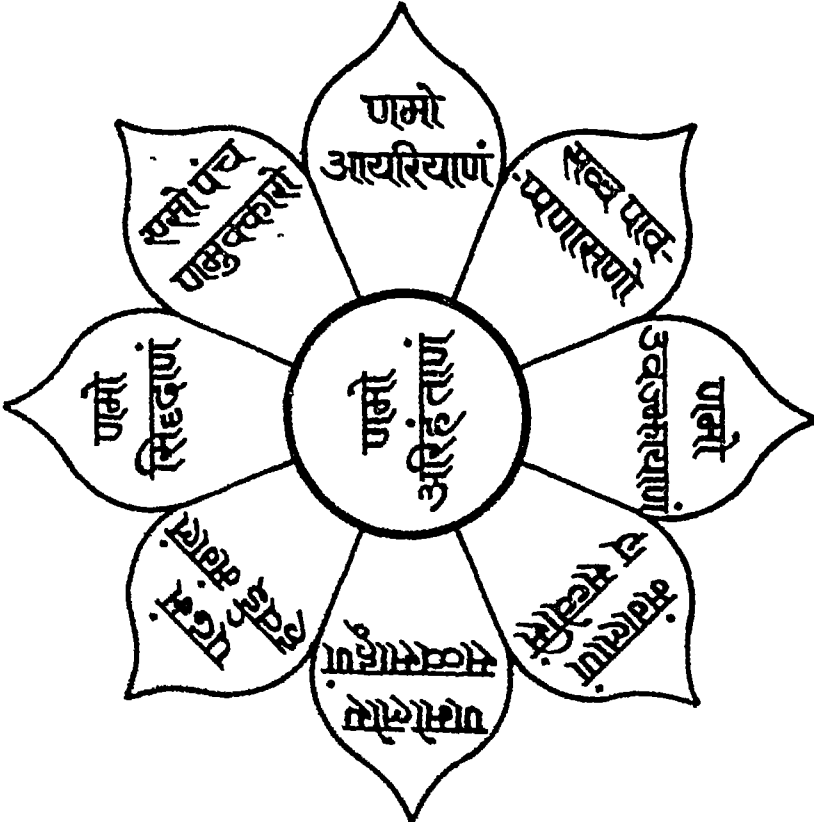 णमो
अरिहंताणं
णमो
सिद्धाणं
णमो
आयरियाणं
णमो
उवज्झायाणं
णमो लोए
सव्वसाहूणं
एसो पंच
णमुक्कारो
सव्व पाव-
प्पणासणो
मंगलाणं
च सव्वेसिं
पढमं
हवई मंगलं